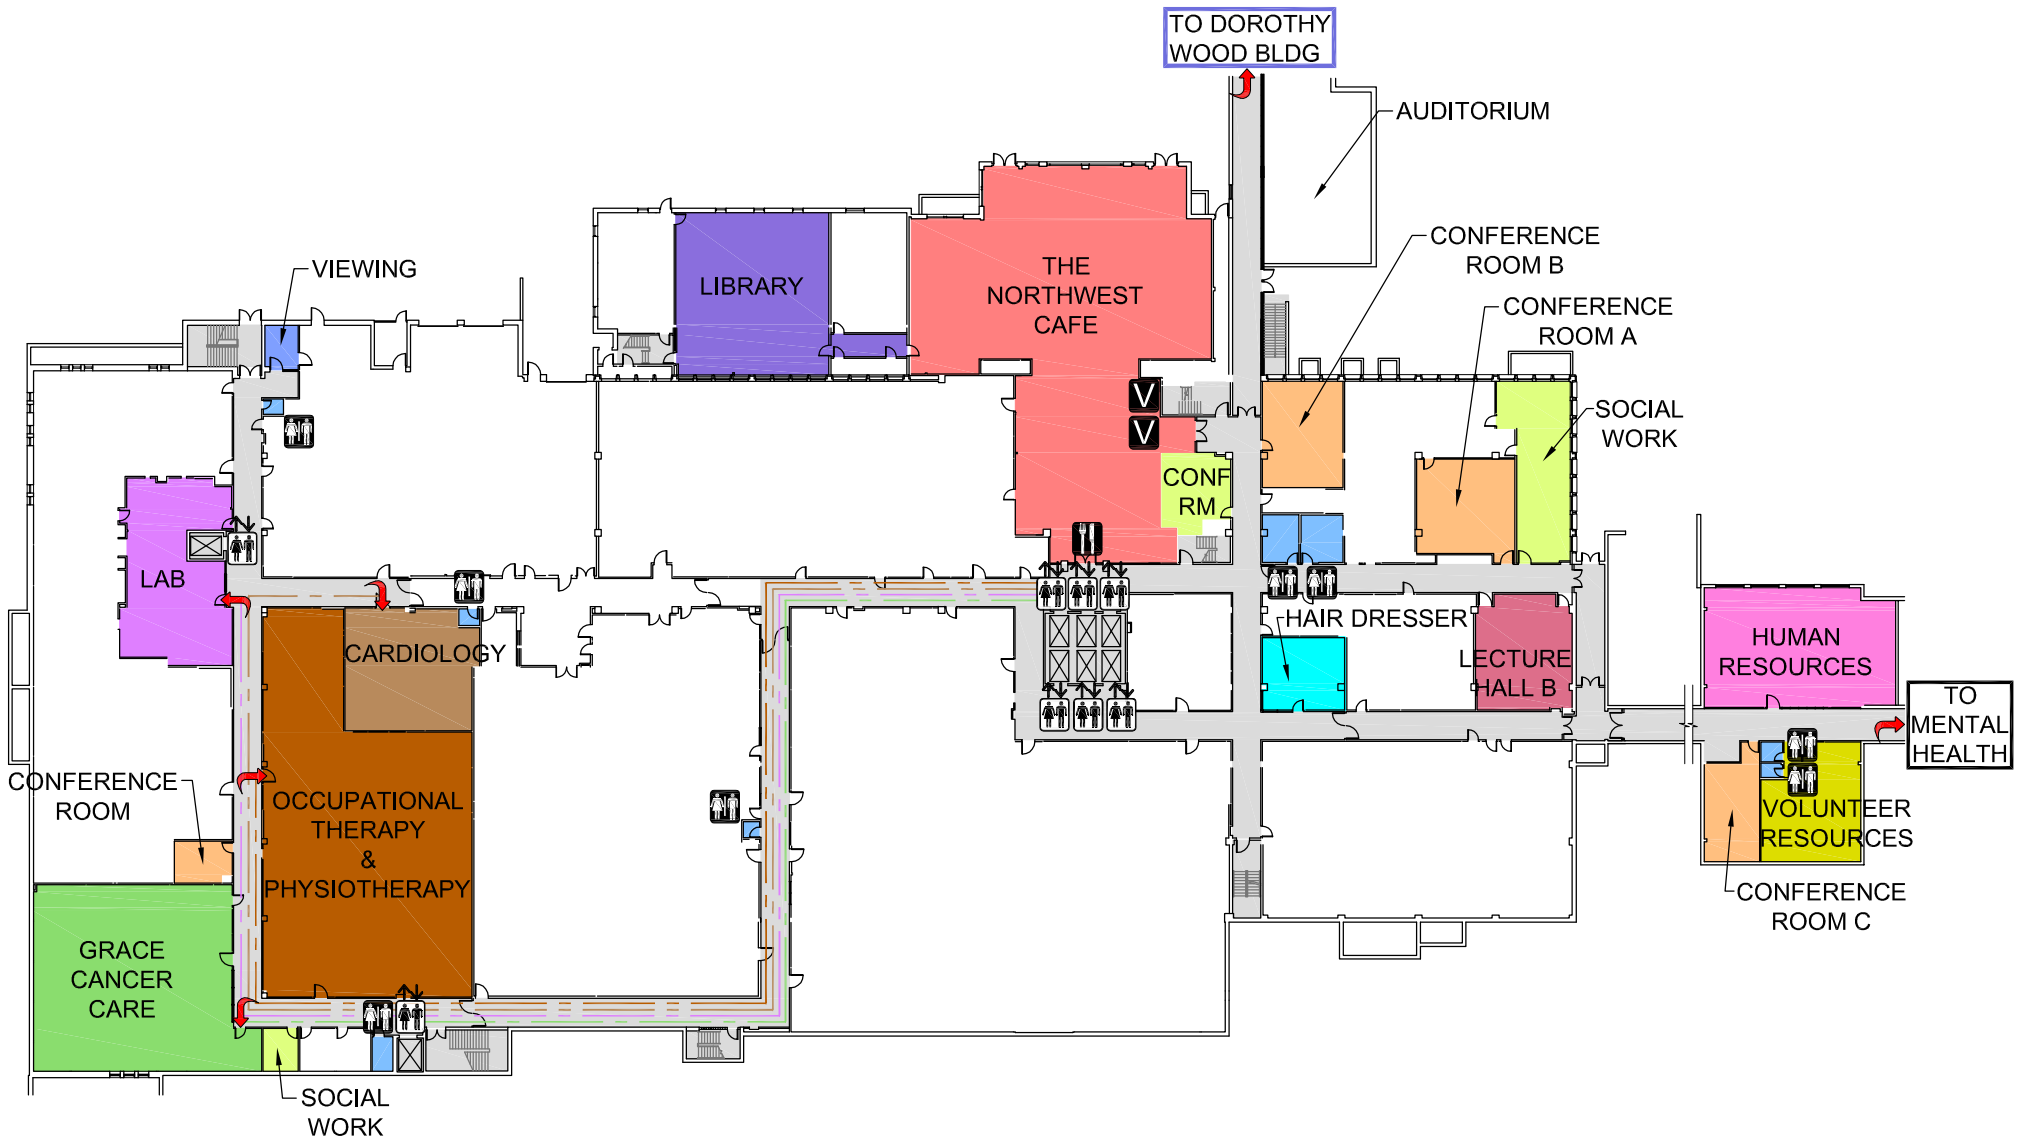 TO DOROTHY
WOOD BLDG
AUDITORIUM
CONFERENCE
ROOM B
VIEWING
LIBRARY
THE
NORTHWEST
CAFE
CONFERENCE
ROOM A
SOCIAL
WORK
V
V
CONF
RM
LAB
HAIR DRESSER
CARDIOLOGY
LECTURE
HALL B
HUMAN
RESOURCES
TO
MENTAL
HEALTH
CONFERENCE
ROOM
OCCUPATIONAL
THERAPY
&
PHYSIOTHERAPY
VOLUNTEER
RESOURCES
CONFERENCE
ROOM C
GRACE
CANCER
CARE
SOCIAL
WORK